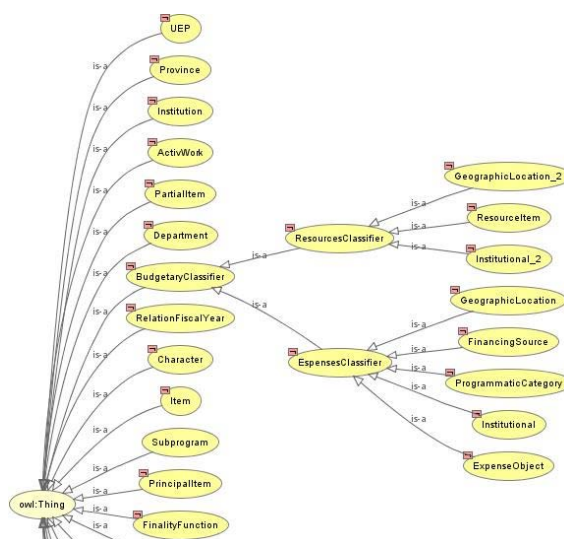 UEP
is-a
Province
is-a
Institution
is-a
ActivWork
is-a
PartialItem
is-a
Department
is-a
BudgetaryClassifier
is-a
RelationFiscalYear
is-a
Character
is-a
Item
is-a
Subprogram
is-a
PrincipalItem
is-a
FinalityFunction
is-a
owl:Thing
is-a
ResourcesClassifier
is-a
EspensesClassifier
is-a
GeographicLocation_2
is-a
ResourceItem
is-a
Institutional_2
is-a
GeographicLocation
is-a
FinancingSource
is-a
ProgrammaticCategory
is-a
Institutional
is-a
ExpenseObject
is-a